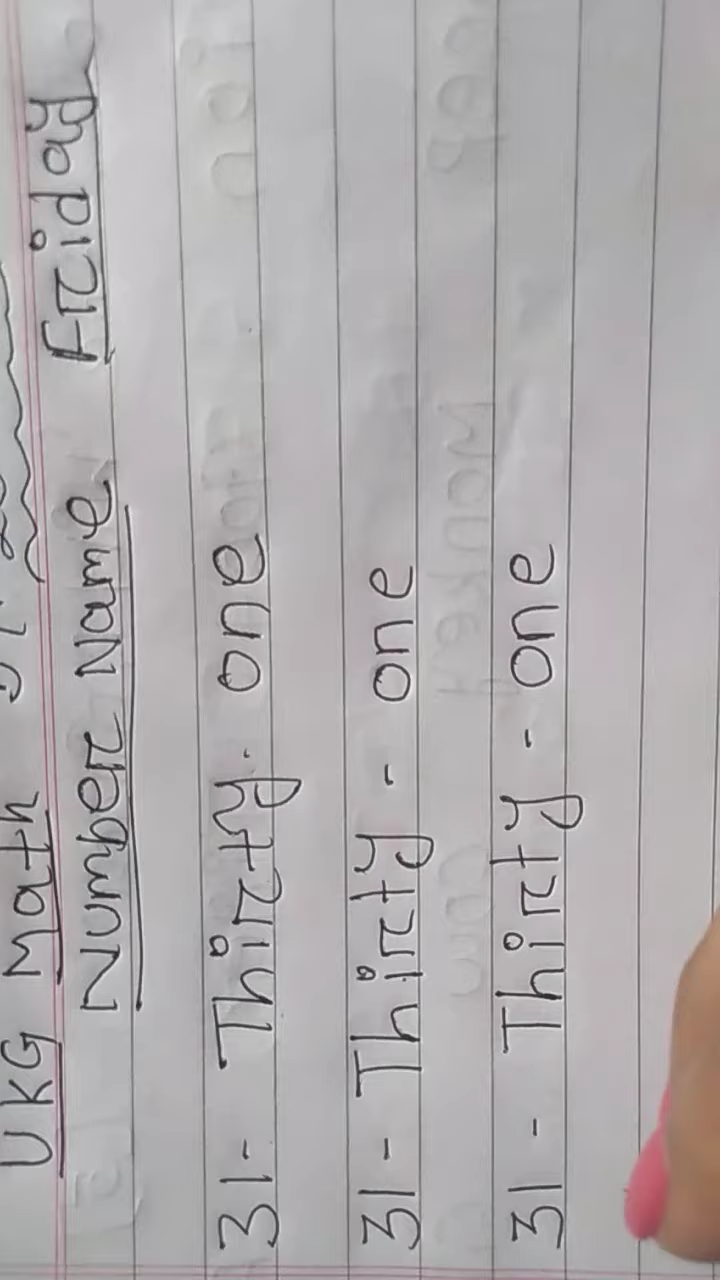 UKG Math
Number Name Friday
31- Thirty- one
31 - Thirty - one
31 - Thirty - one